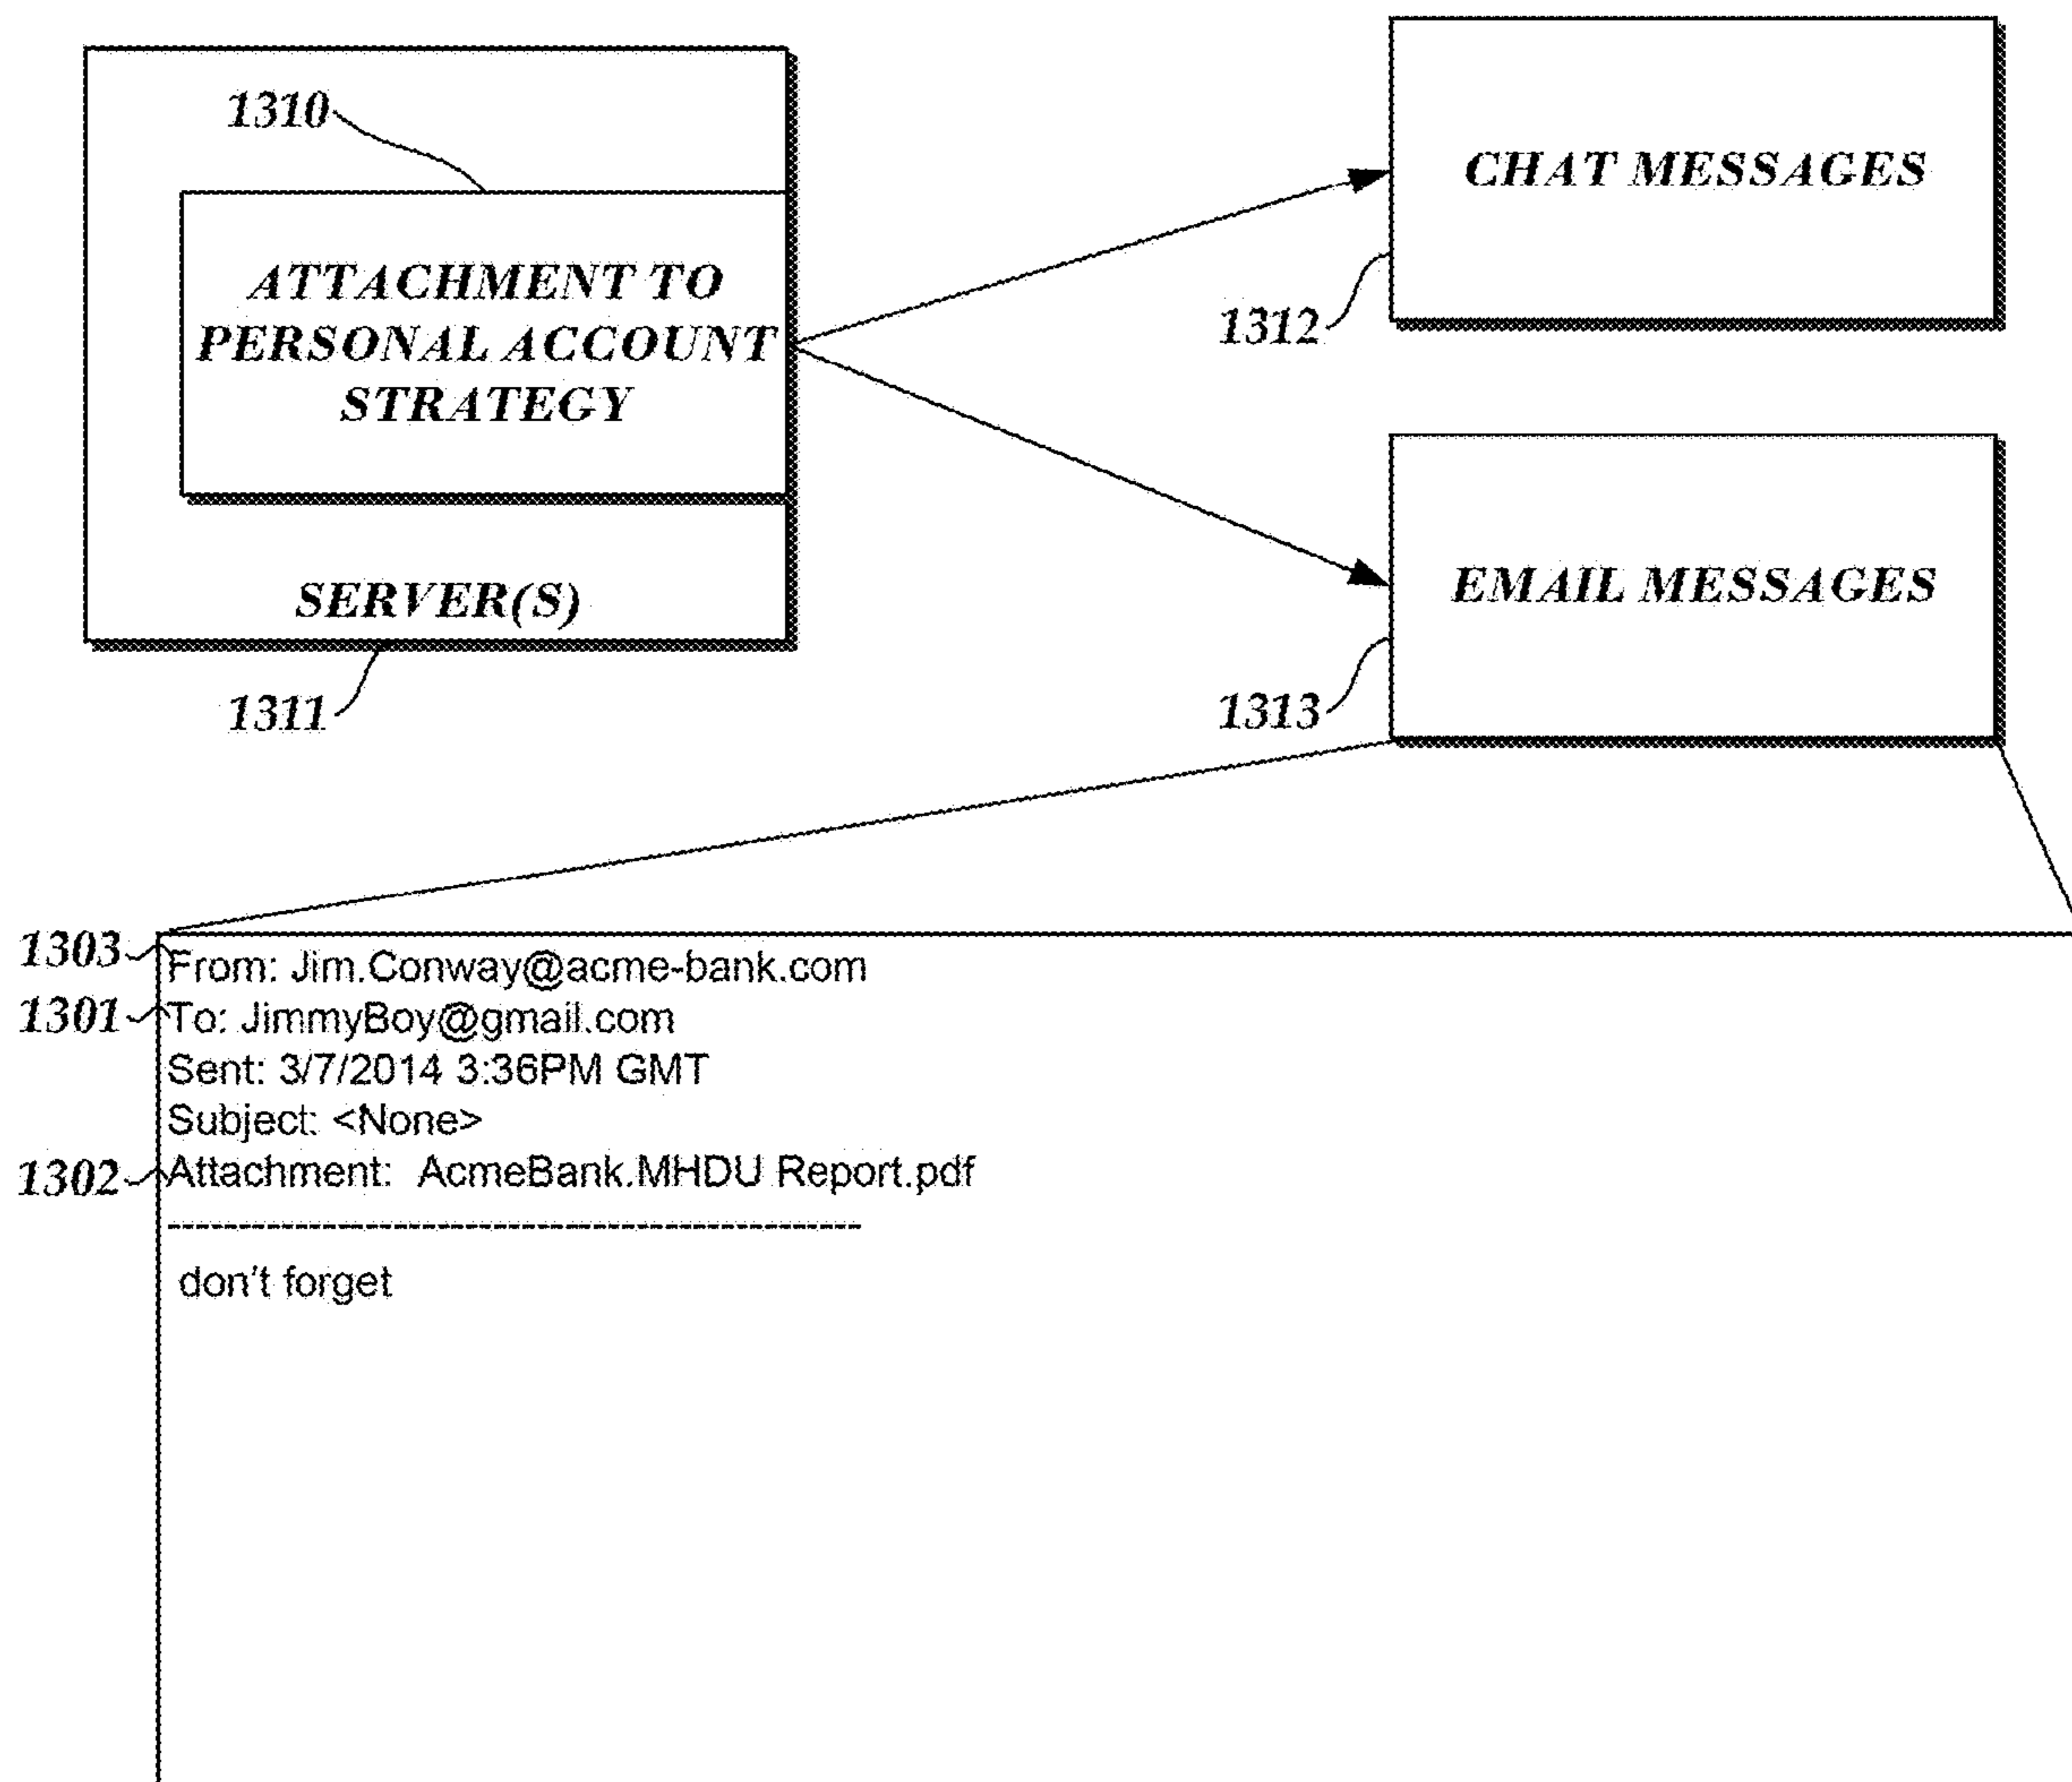 1310
ATTACHMENT TO
PERSONAL ACCOUNT
STRATEGY
SERVER(S)
1311
CHAT MESSAGES
1312
EMAIL MESSAGES
1313
1303 From: Jim.Conway@acme-bank.com
1301 To: JimmyBoy@gmail.com
Sent: 3/7/2014 3:36PM GMT
Subject: <None>
1302 Attachment: AcmeBank.MHDU Report.pdf
--------------------------------------------------
don't forget